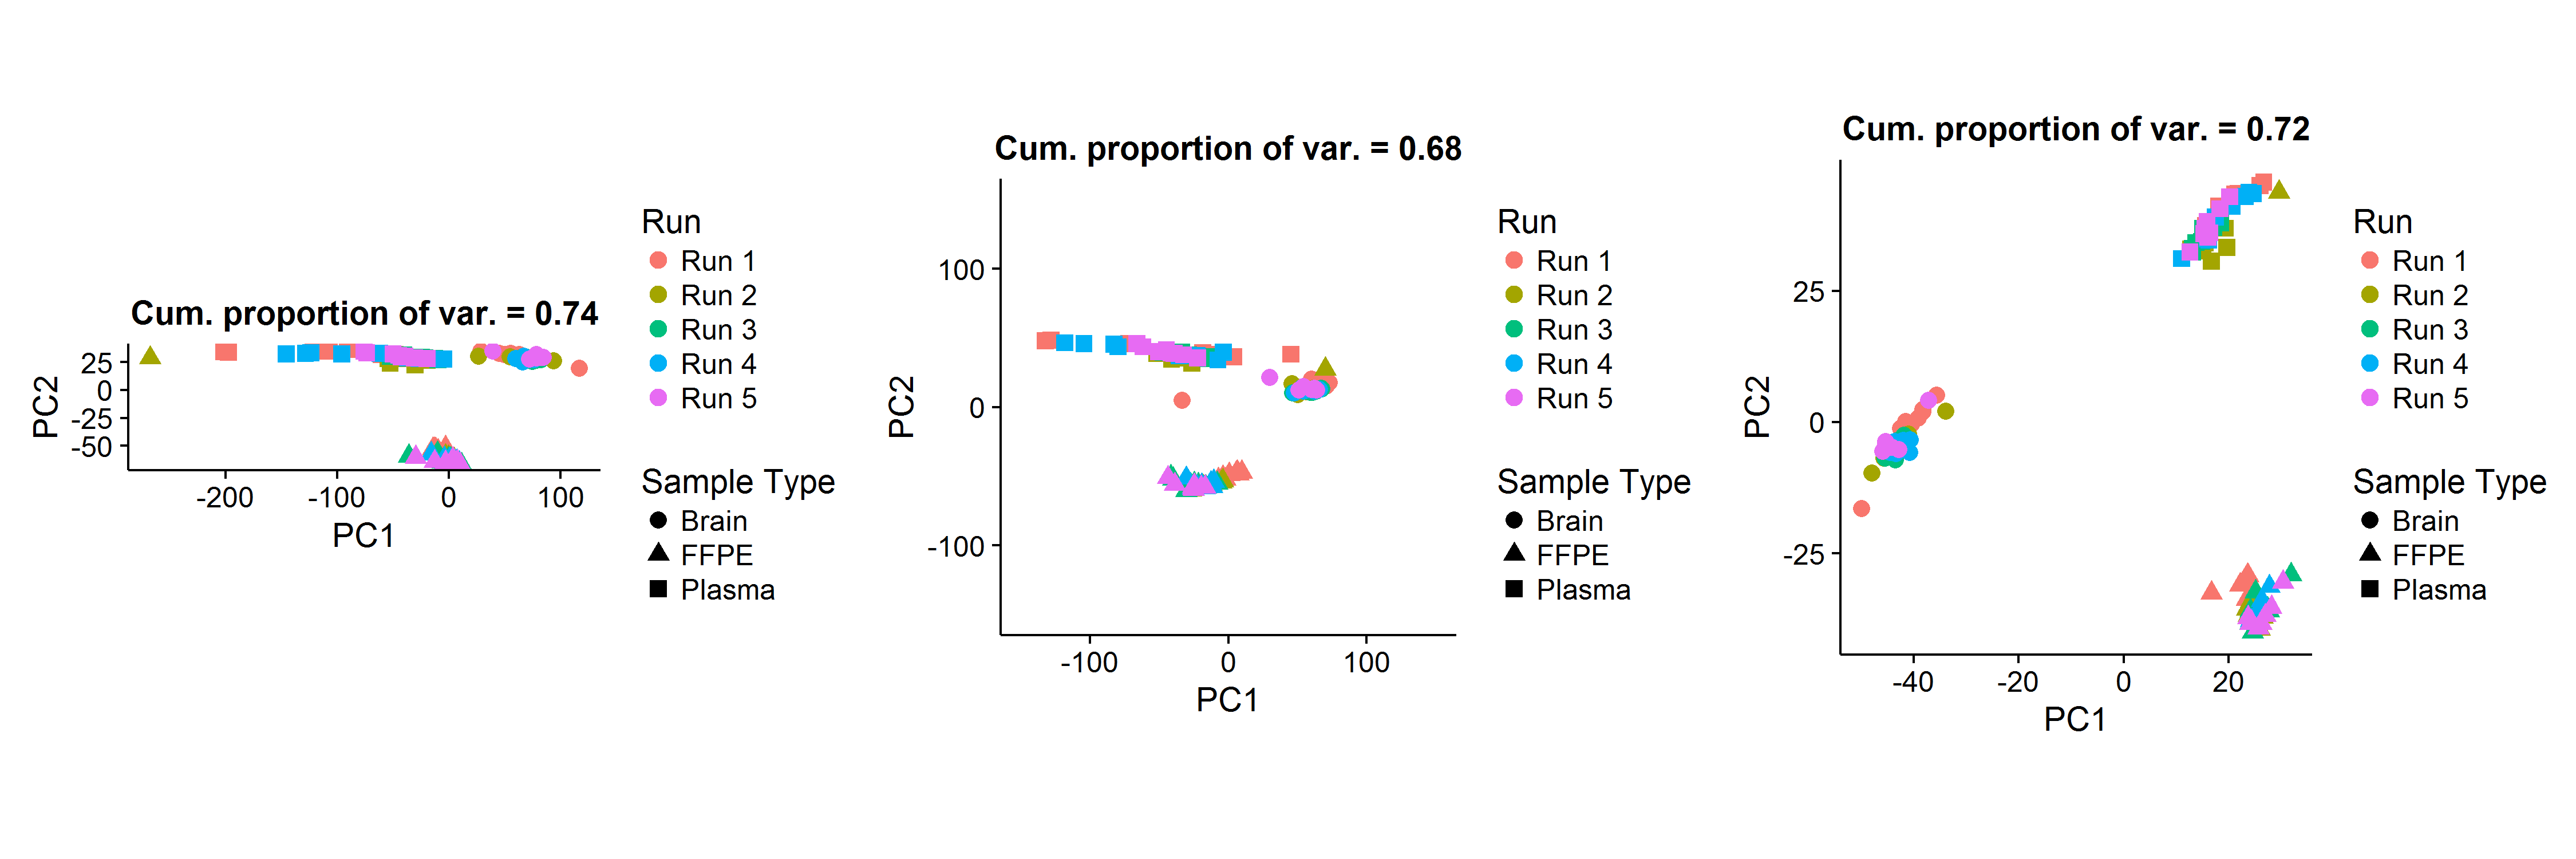 Cum. proportion of var. = 0.74
25
0
-25
-50
PC2
-200
-100
0
100
PC1
Run
Run 1
Run 2
Run 3
Run 4
Run 5
Sample Type
Brain
FFPE
Plasma
Cum. proportion of var. = 0.68
100
0
-100
PC2
-100
0
100
PC1
Run
Run 1
Run 2
Run 3
Run 4
Run 5
Sample Type
Brain
FFPE
Plasma
Cum. proportion of var. = 0.72
25
0
-25
PC2
-40
-20
0
20
PC1
Run
Run 1
Run 2
Run 3
Run 4
Run 5
Sample Type
Brain
FFPE
Plasma